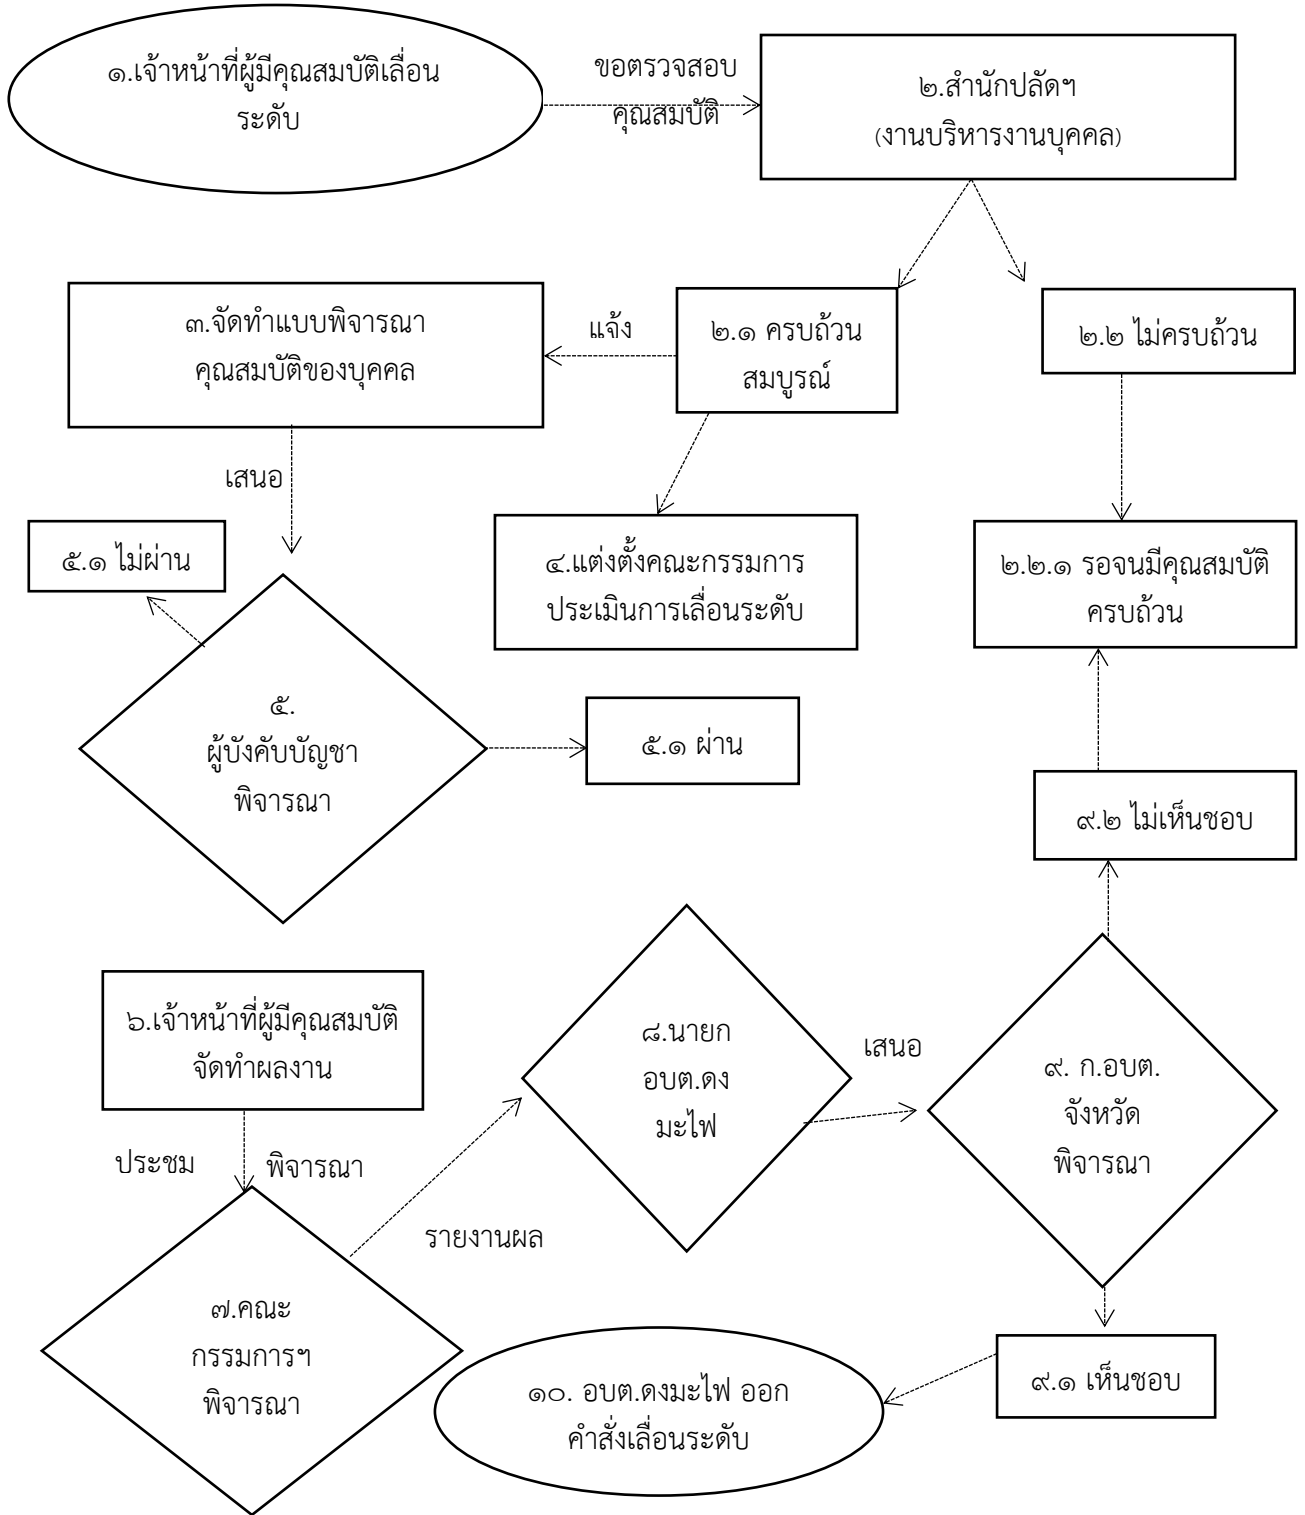 ๑.เจ้าหน้าที่ผู้มีคุณสมบัติเลื่อน
ระดับ
ขอตรวจสอบ
คุณสมบัติ
๒.สำนักปลัดฯ
(งานบริหารงานบุคคล)
๓.จัดทำแบบพิจารณา
คุณสมบัติของบุคคล
แจ้ง
๒.๑ ครบถ้วน
สมบูรณ์
๒.๒ ไม่ครบถ้วน
เสนอ
๕.๑ ไม่ผ่าน
๔.แต่งตั้งคณะกรรมการ
ประเมินการเลื่อนระดับ
๒.๒.๑ รอจนมีคุณสมบัติ
ครบถ้วน
๕.
ผู้บังคับบัญชา
พิจารณา
๕.๑ ผ่าน
๙.๒ ไม่เห็นชอบ
๖.เจ้าหน้าที่ผู้มีคุณสมบัติ
จัดทำผลงาน
๘.นายก
อบต.ดง
มะไฟ
เสนอ
๙. ก.อบต.
จังหวัด
พิจารณา
ประชม
พิจารณา
รายงานผล
๗.คณะ
กรรมการฯ
พิจารณา
๑๐. อบต.ดงมะไฟ ออก
คำสั่งเลื่อนระดับ
๙.๑ เห็นชอบ